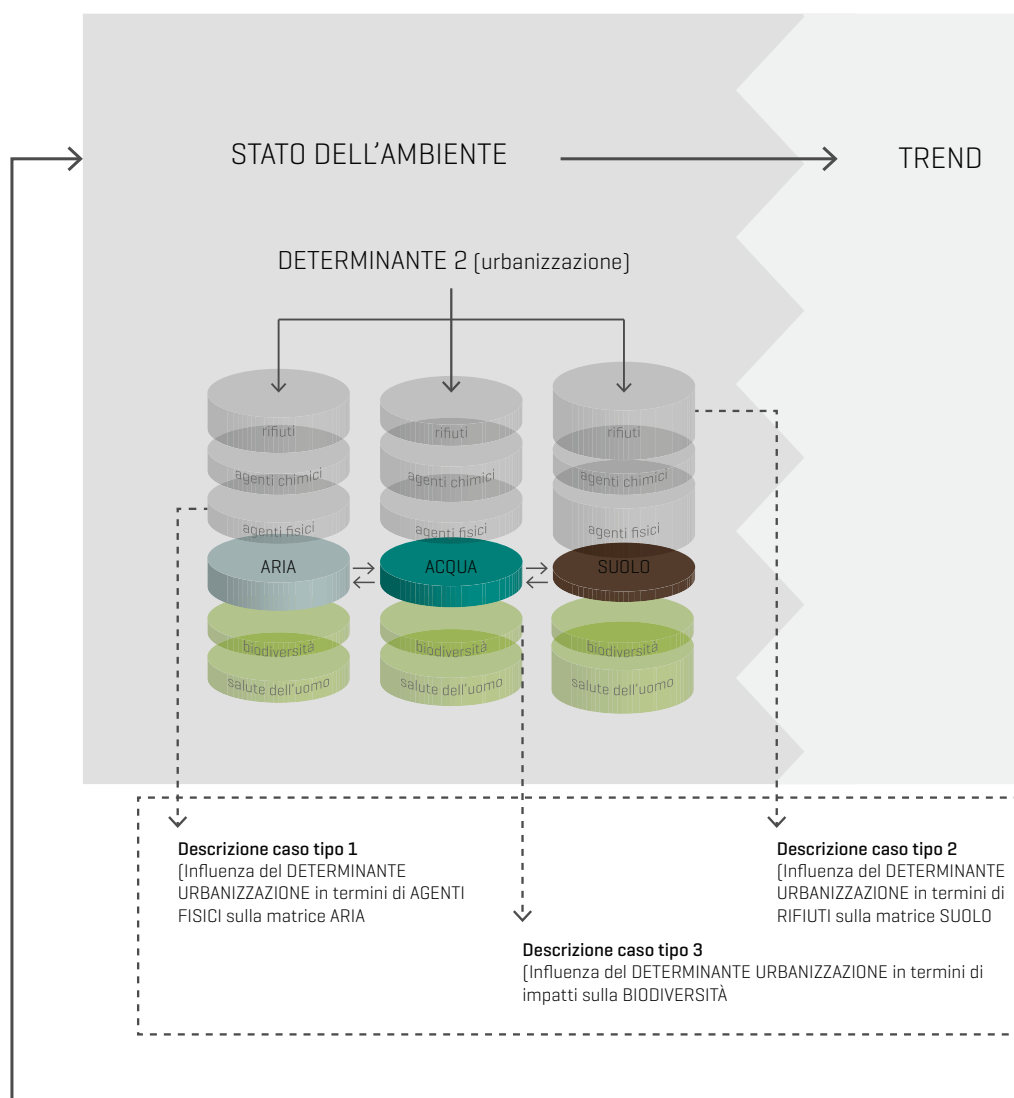 STATO DELL'AMBIENTE
TREND
DETERMINANTE 2 (urbanizzazione)
rifiuti
agenti chimici
agenti fisici
ARIA
biodiversità
salute dell'uomo
rifiuti
agenti chimici
agenti fisici
ACQUA
biodiversità
salute dell'uomo
rifiuti
agenti chimici
agenti fisici
SUOLO
biodiversità
salute dell'uomo
Descrizione caso tipo 1
(Influenza del DETERMINANTE
URBANIZZAZIONE in termini di AGENTI
FISICI sulla matrice ARIA
Descrizione caso tipo 2
(Influenza del DETERMINANTE
URBANIZZAZIONE in termini di
RIFIUTI sulla matrice SUOLO
Descrizione caso tipo 3
(Influenza del DETERMINANTE URBANIZZAZIONE in termini di
impatti sulla BIODIVERSITÀ